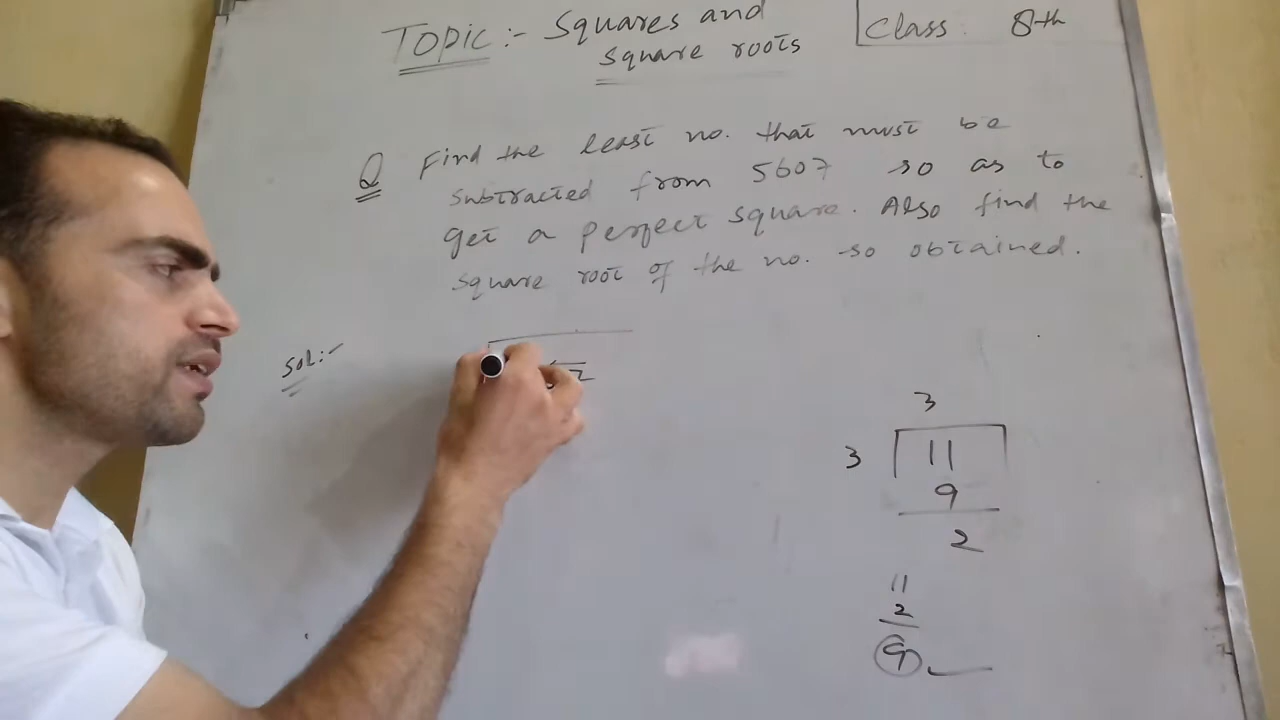 Topic:- Squares and
square roots
Class: 8th
Q Find the least no. that must be
subtracted from 5607 so as to
get a perfect square. Also find the
square root of the no. so obtained.
Sol:-
3
3 11
9
2
11
2
9